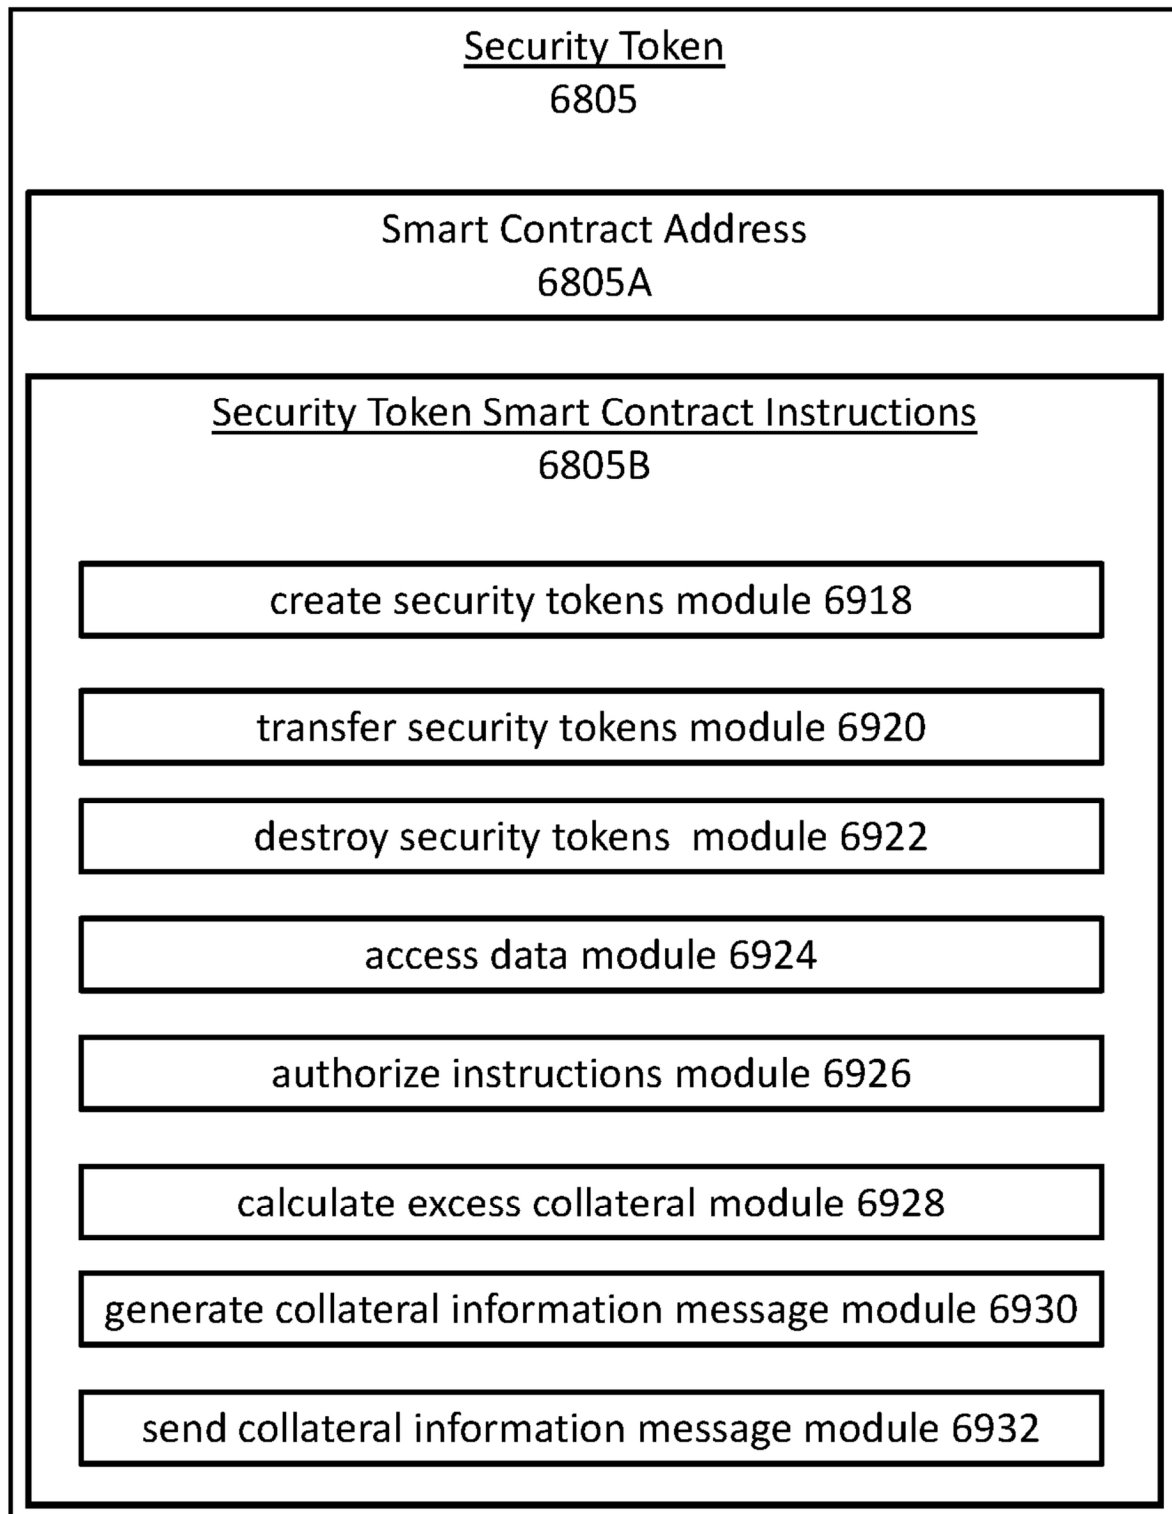 Security Token
6805
Smart Contract Address
6805A
Security Token Smart Contract Instructions
6805B
create security tokens module 6918
transfer security tokens module 6920
destroy security tokens  module 6922
access data module 6924
authorize instructions module 6926
calculate excess collateral module 6928
generate collateral information message module 6930
send collateral information message module 6932